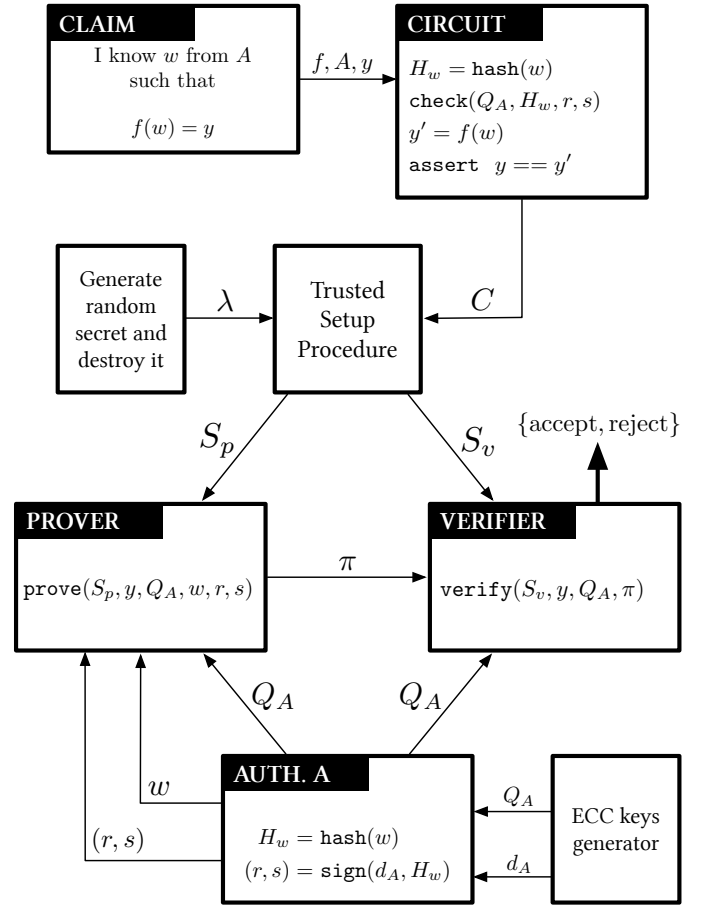 CLAIM
I know w from A
such that
f(w) = y
f, A, y
CIRCUIT
H_w = hash(w)
check(Q_A, H_w, r, s)
y′ = f(w)
assert y == y′
Generate
random
secret and
destroy it
λ
Trusted
Setup
Procedure
C
S_p
S_v
{accept, reject}
PROVER
prove(S_p, y, Q_A, w, r, s)
π
VERIFIER
verify(S_v, y, Q_A, π)
Q_A
Q_A
w
(r, s)
AUTH. A
H_w = hash(w)
(r, s) = sign(d_A, H_w)
Q_A
d_A
ECC keys
generator